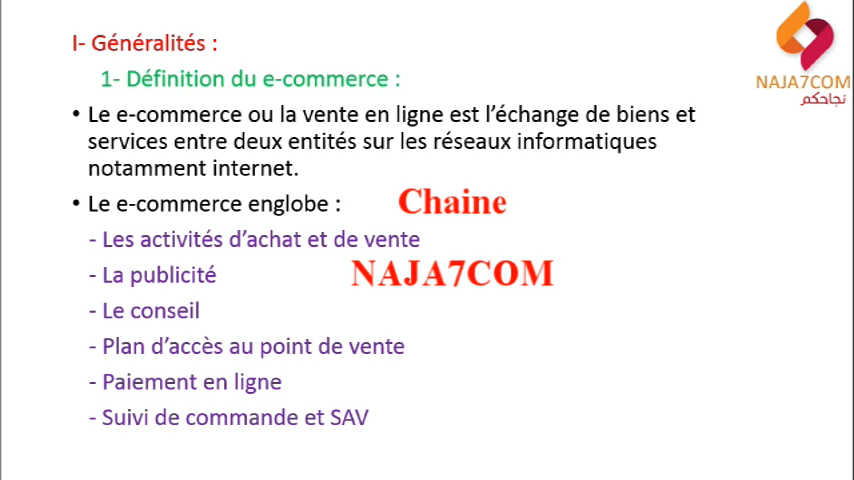 I- Généralités :
1- Définition du e-commerce :
• Le e-commerce ou la vente en ligne est l’échange de biens et
services entre deux entités sur les réseaux informatiques
notamment internet.
• Le e-commerce englobe :
- Les activités d’achat et de vente
- La publicité
- Le conseil
- Plan d’accès au point de vente
- Paiement en ligne
- Suivi de commande et SAV
Chaine
NAJA7COM
NAJA7COM
نجاحكم